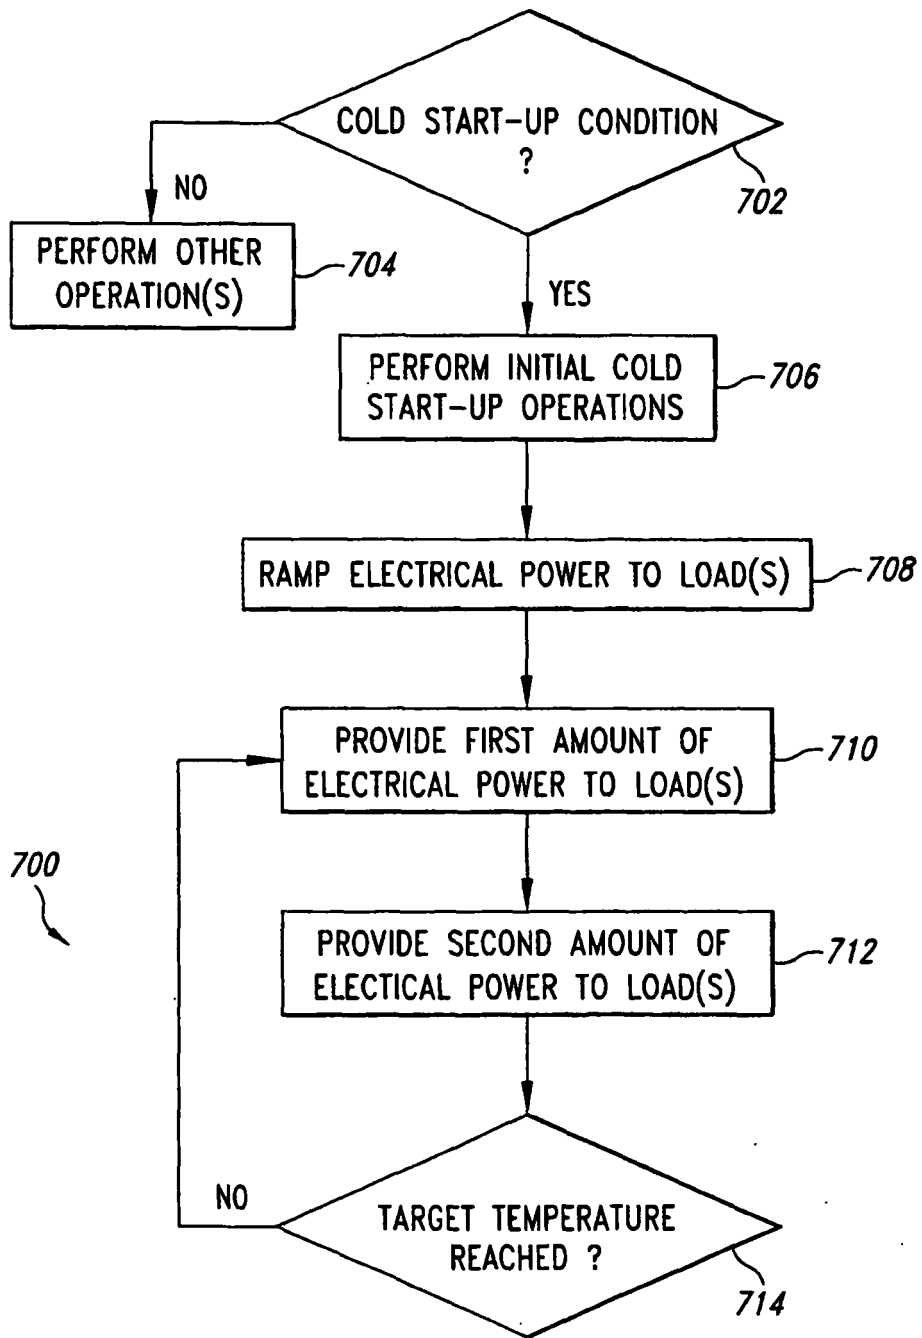 COLD START-UP CONDITION
?
702
NO
PERFORM OTHER
OPERATION(S)
704
YES
PERFORM INITIAL COLD
START-UP OPERATIONS
706
RAMP ELECTRICAL POWER TO LOAD(S)
708
PROVIDE FIRST AMOUNT OF
ELECTRICAL POWER TO LOAD(S)
710
700
PROVIDE SECOND AMOUNT OF
ELECTICAL POWER TO LOAD(S)
712
NO
TARGET TEMPERATURE
REACHED ?
714